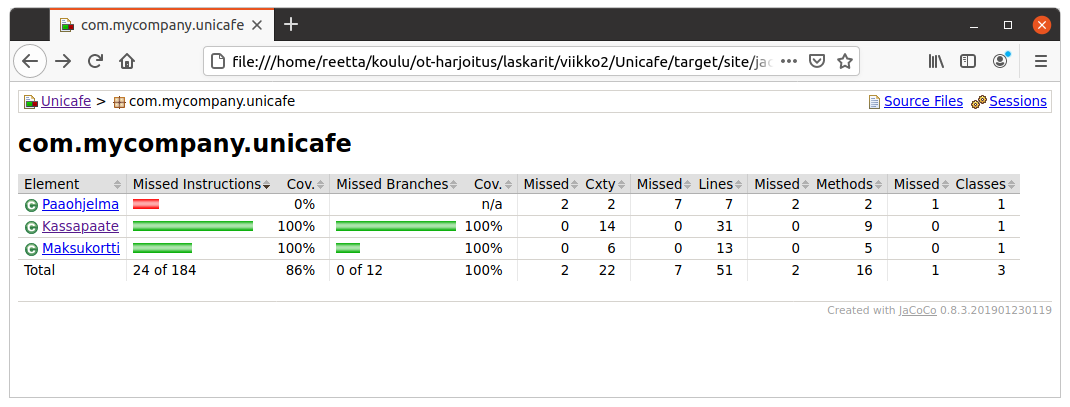 com.mycompany.unicafe
file:///home/reetta/koulu/ot-harjoitus/laskarit/viikko2/Unicafe/target/site/jac
Unicafe > com.mycompany.unicafe Source Files Sessions
com.mycompany.unicafe
Element Missed Instructions Cov. Missed Branches Cov. Missed Cxty Missed Lines Missed Methods Missed Classes
Paaohjelma 0% n/a 2 2 7 7 2 2 1 1
Kassapaate 100% 100% 0 14 0 31 0 9 0 1
Maksukortti 100% 100% 0 6 0 13 0 5 0 1
Total 24 of 184 86% 0 of 12 100% 2 22 7 51 2 16 1 3
Created with JaCoCo 0.8.3.201901230119